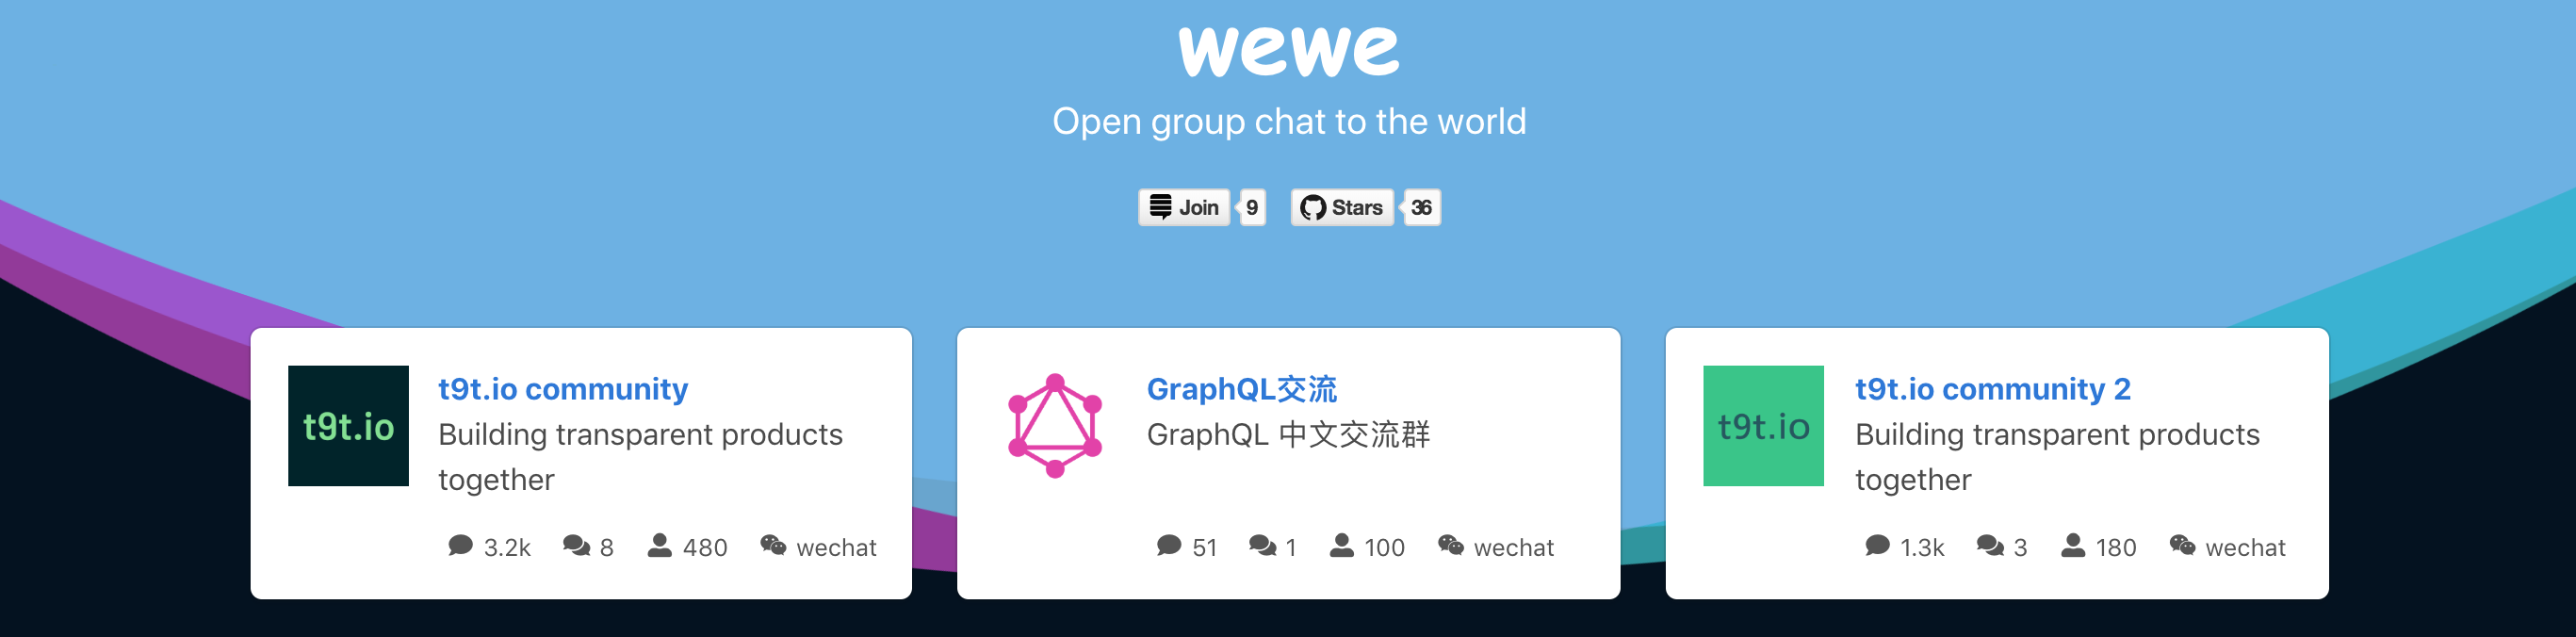 wewe
Open group chat to the world
Join 9 Stars 36
t9t.io
t9t.io community
Building transparent products
together
3.2k 8 480 wechat
GraphQL交流
GraphQL 中文交流群
51 1 100 wechat
t9t.io
t9t.io community 2
Building transparent products
together
1.3k 3 180 wechat